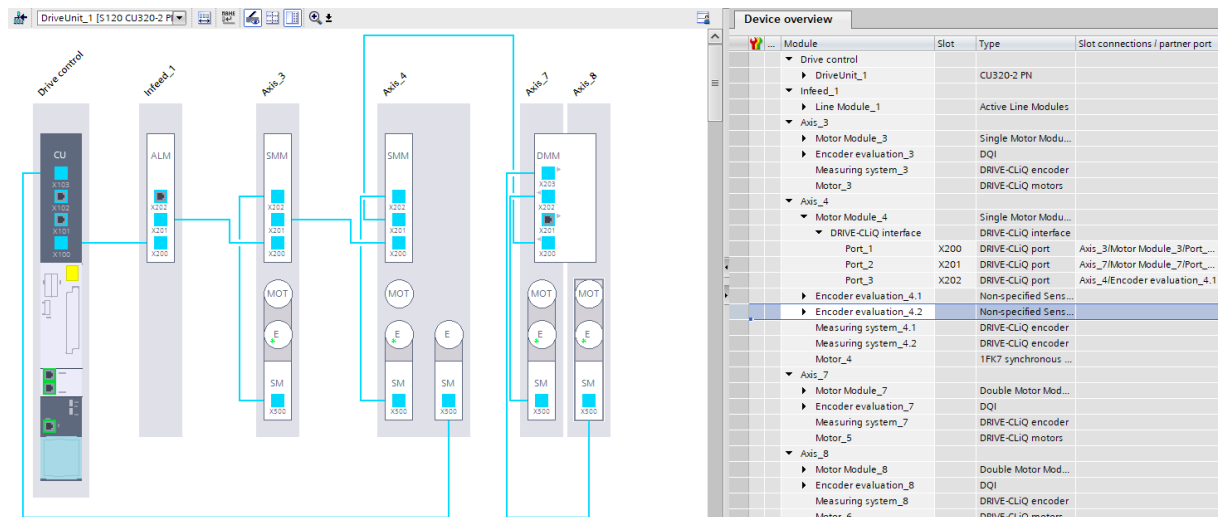 DriveUnit_1 [S120 CU320-2 P
Drive control
Infeed_1
Axis_3
Axis_4
Axis_7
Axis_8
CU
ALM
SMM
SMM
DMM
X103
X203
X102
X202
X202
X202
X202
X101
X201
X201
X201
X201
X100
X200
X200
X200
X200
MOT
MOT
MOT
MOT
E
E
E
E
E
SM
SM
SM
SM
SM
X500
X500
X500
X500
X500
Device overview
... Module Slot Type Slot connections / partner port
Drive control
DriveUnit_1 CU320-2 PN
Infeed_1
Line Module_1 Active Line Modules
Axis_3
Motor Module_3 Single Motor Modu...
Encoder evaluation_3 DQI
Measuring system_3 DRIVE-CLiQ encoder
Motor_3 DRIVE-CLiQ motors
Axis_4
Motor Module_4 Single Motor Modu...
DRIVE-CLiQ interface DRIVE-CLiQ interface
Port_1 X200 DRIVE-CLiQ port Axis_3/Motor Module_3/Port_...
Port_2 X201 DRIVE-CLiQ port Axis_7/Motor Module_7/Port_...
Port_3 X202 DRIVE-CLiQ port Axis_4/Encoder evaluation_4.1
Encoder evaluation_4.1 Non-specified Sens...
Encoder evaluation_4.2 Non-specified Sens...
Measuring system_4.1 DRIVE-CLiQ encoder
Measuring system_4.2 DRIVE-CLiQ encoder
Motor_4 1FK7 synchronous ...
Axis_7
Motor Module_7 Double Motor Mod...
Encoder evaluation_7 DQI
Measuring system_7 DRIVE-CLiQ encoder
Motor_5 DRIVE-CLiQ motors
Axis_8
Motor Module_8 Double Motor Mod...
Encoder evaluation_8 DQI
Measuring system_8 DRIVE-CLiQ encoder
Motor_6 DRIVE-CLiQ motors